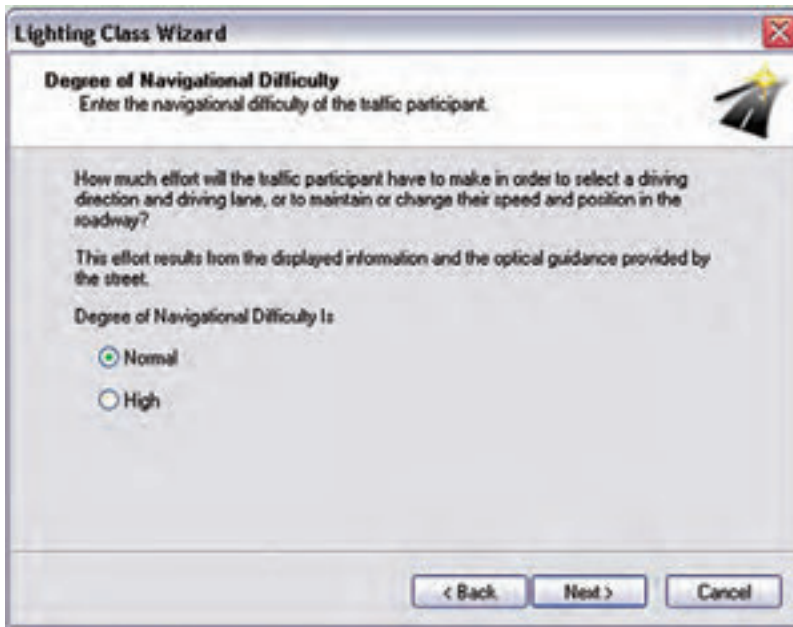 Lighting Class Wizard
Degree of Navigational Difficulty
Enter the navigational difficulty of the traffic participant.
How much effort will the traffic participant have to make in order to select a driving
direction and driving lane, or to maintain or change their speed and position in the
roadway?
This effort results from the displayed information and the optical guidance provided by
the street.
Degree of Navigational Difficulty Is
Normal
High
< Back Next > Cancel